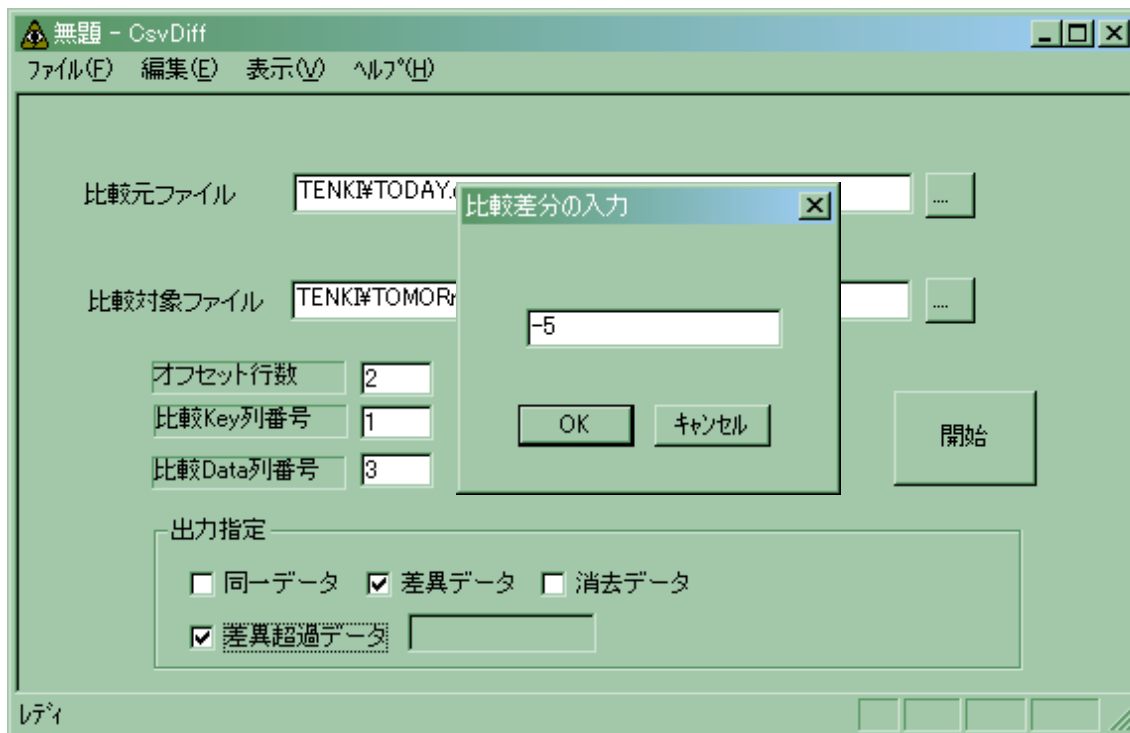 無題 - CsvDiff
ﾌｧｲﾙ(F) 編集(E) 表示(V) ﾍﾙﾌﾟ(H)
比較元ファイル TENKI¥TODAY. ....
比較差分の入力
比較対象ファイル TENKI¥TOMOR ....
-5
オフセット行数 2
比較Key列番号 1
OK ｷｬﾝｾﾙ
開始
比較Data列番号 3
出力指定
同一データ 差異データ 消去データ
差異超過データ
ﾚﾃﾞｨ